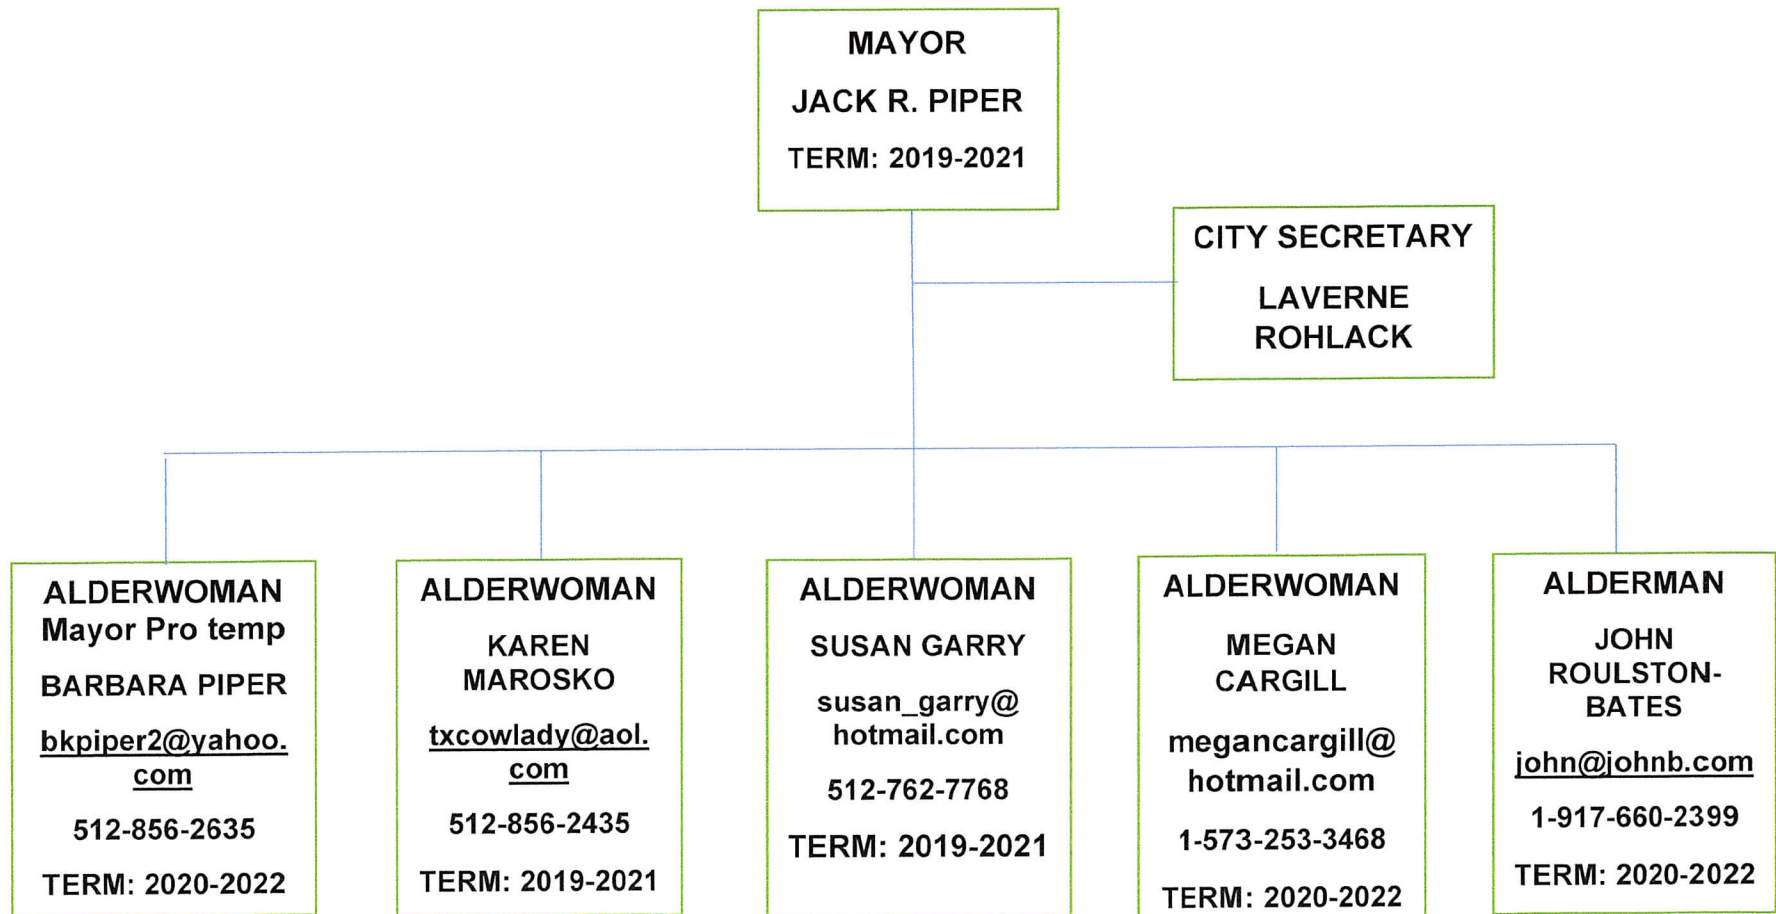 MAYOR
JACK R. PIPER
TERM: 2019-2021
CITY SECRETARY
LAVERNE
ROHLACK
ALDERWOMAN
Mayor Pro temp
BARBARA PIPER
bkpiper2@yahoo.
com
512-856-2635
TERM: 2020-2022
ALDERWOMAN
KAREN
MAROSKO
txcowlady@aol.
com
512-856-2435
TERM: 2019-2021
ALDERWOMAN
SUSAN GARRY
susan_garry@
hotmail.com
512-762-7768
TERM: 2019-2021
ALDERWOMAN
MEGAN
CARGILL
megancargill@
hotmail.com
1-573-253-3468
TERM: 2020-2022
ALDERMAN
JOHN
ROULSTON-
BATES
john@johnb.com
1-917-660-2399
TERM: 2020-2022